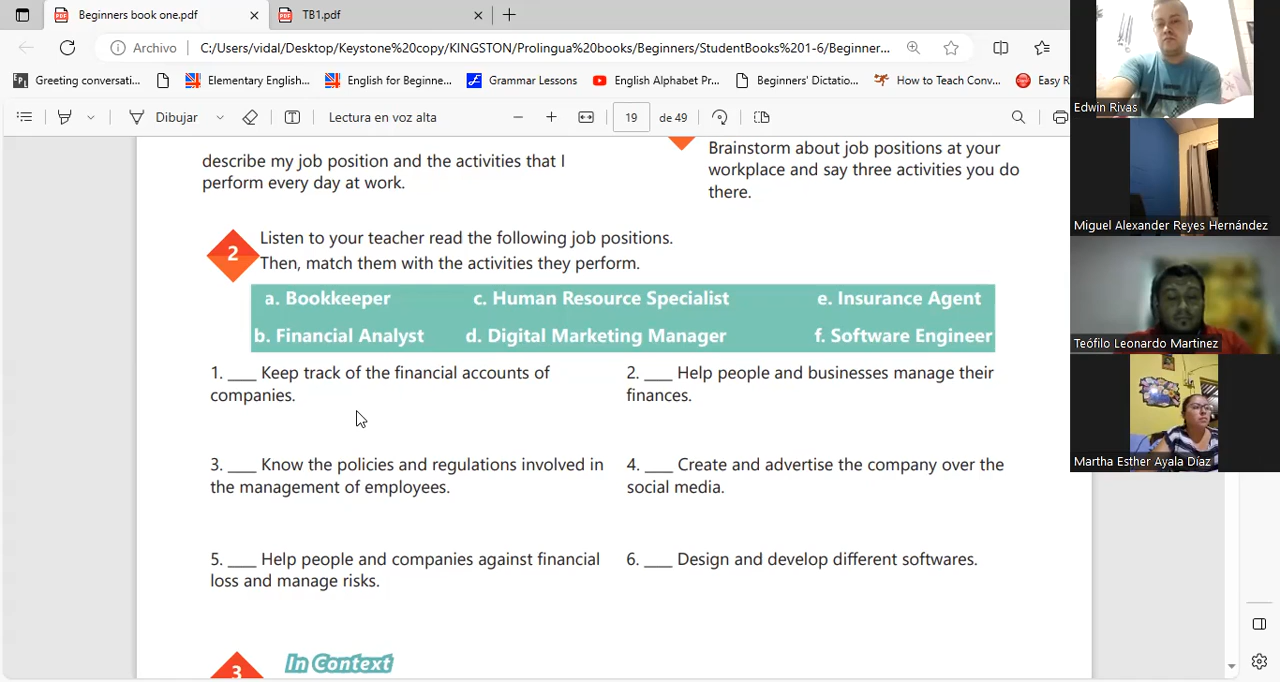 Beginners book one.pdf
TB1.pdf
Archivo
C:/Users/vidal/Desktop/Keystone%20copy/KINGSTON/Prolingua%20books/Beginners/StudentBooks%201-6/Beginner...
Greeting conversati...
Elementary English...
English for Beginne...
Grammar Lessons
English Alphabet Pr...
Beginners' Dictatio...
How to Teach Conv...
Easy R
Dibujar
Lectura en voz alta
19
de 49
describe my job position and the activities that I
perform every day at work.
Brainstorm about job positions at your
workplace and say three activities you do
there.
2
Listen to your teacher read the following job positions.
Then, match them with the activities they perform.
a. Bookkeeper
c. Human Resource Specialist
e. Insurance Agent
b. Financial Analyst
d. Digital Marketing Manager
f. Software Engineer
1. ___ Keep track of the financial accounts of
companies.
2. ___ Help people and businesses manage their
finances.
3. ___ Know the policies and regulations involved in
the management of employees.
4. ___ Create and advertise the company over the
social media.
5. ___ Help people and companies against financial
loss and manage risks.
6. ___ Design and develop different softwares.
3
In Context
Edwin Rivas
Miguel Alexander Reyes Hernández
Teófilo Leonardo Martinez
Martha Esther Ayala Díaz